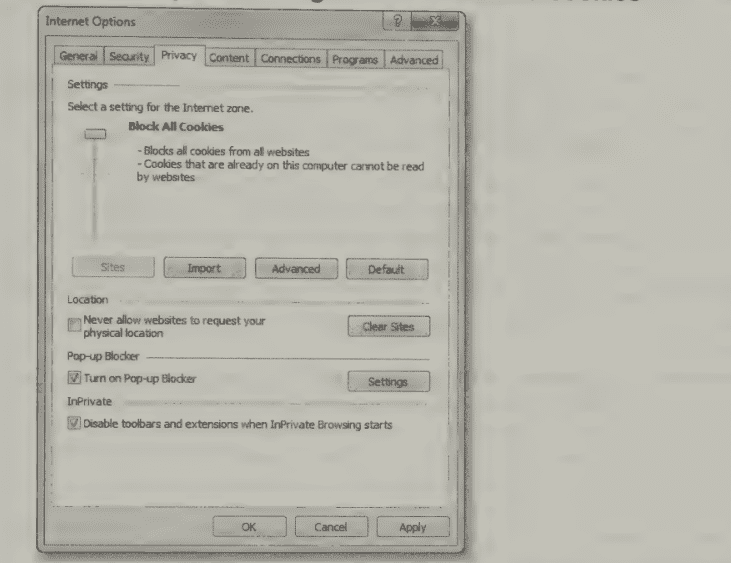 Internet Options
General Security Privacy Content Connections Programs Advanced
Settings
Select a setting for the Internet zone.
Block All Cookies
- Blocks all cookies from all websites
- Cookies that are already on this computer cannot be read
by websites
Sites Import Advanced Default
Location
Never allow websites to request your
physical location
Clear Sites
Pop-up Blocker
Turn on Pop-up Blocker
Settings
InPrivate
Disable toolbars and extensions when InPrivate Browsing starts
OK Cancel Apply